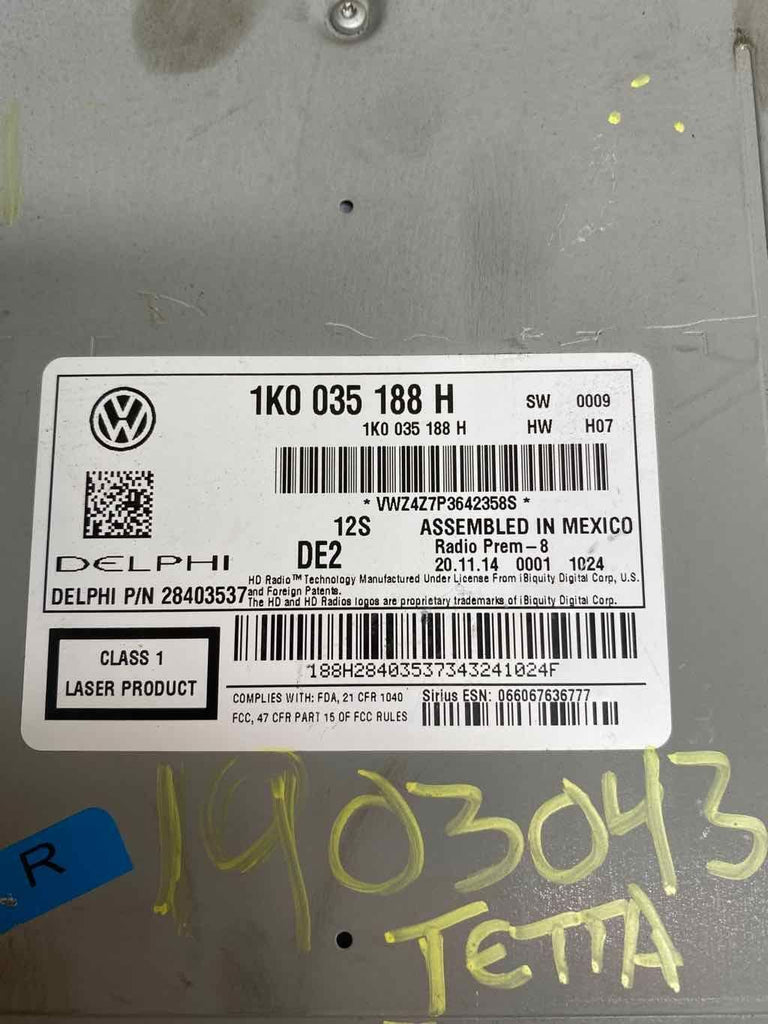 1K0 035 188 H
SW 0009
1K0 035 188 H
HW H07
* VWZ4Z7P3642358S *
12S
ASSEMBLED IN MEXICO
DE2
Radio Prem-8
DELPHI
20.11.14 0001 1024
DELPHI P/N 28403537
HD Radio™ Technology Manufactured Under License From iBiquity Digital Corp, U.S.
and Foreign Patents.
The HD and HD Radios logos are proprietary trademarks of iBiquity Digital Corp.
CLASS 1
LASER PRODUCT
188H28403537343241024F
COMPLIES WITH: FDA, 21 CFR 1040
FCC, 47 CFR PART 15 OF FCC RULES
Sirius ESN: 066067636777
R
1903043
TETTA